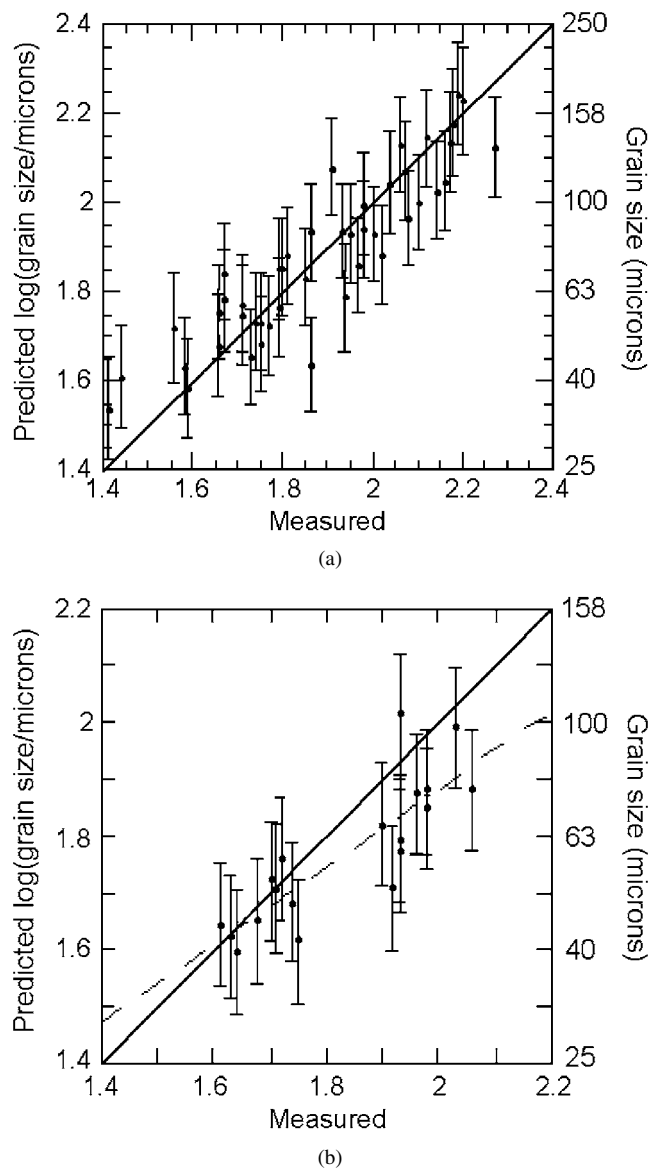 Predicted log(grain size/microns)
2.4
2.2
2
1.8
1.6
1.4
250
158
100
63
40
25
Grain size (microns)
1.4 1.6 1.8 2 2.2 2.4
Measured
(a)
Predicted log(grain size/microns)
2.2
2
1.8
1.6
1.4
158
100
63
40
25
Grain size (microns)
1.4 1.6 1.8 2 2.2
Measured
(b)